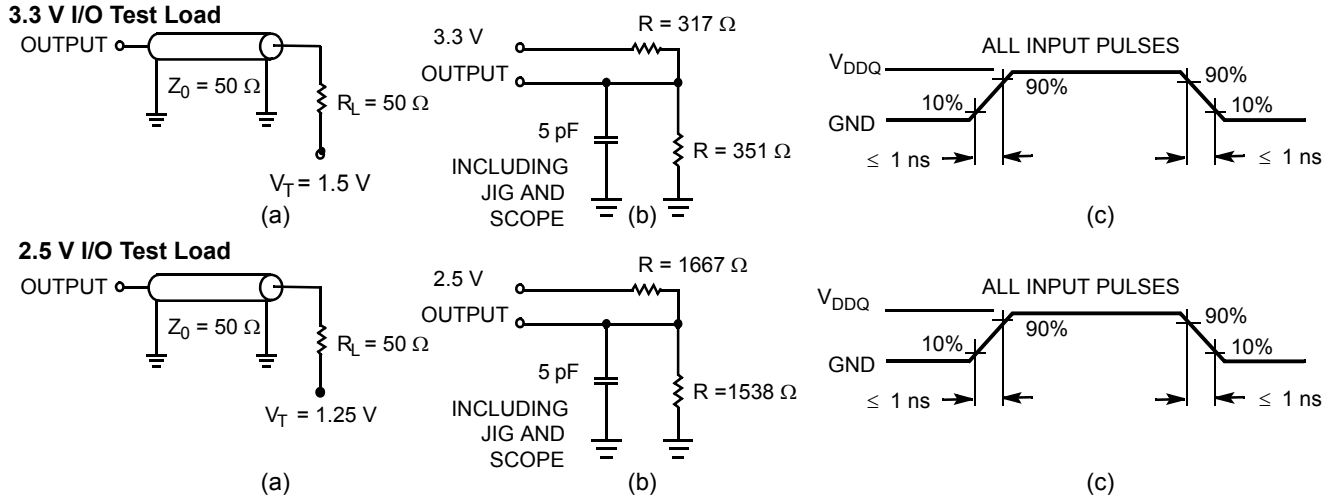 3.3 V I/O Test Load
OUTPUT
Z0 = 50 Ω
RL = 50 Ω
VT = 1.5 V
(a)
3.3 V
OUTPUT
R = 317 Ω
5 pF
INCLUDING
JIG AND
SCOPE
R = 351 Ω
(b)
ALL INPUT PULSES
VDDQ
GND
10%
90%
90%
10%
≤ 1 ns
≤ 1 ns
(c)
2.5 V I/O Test Load
OUTPUT
Z0 = 50 Ω
RL = 50 Ω
VT = 1.25 V
(a)
2.5 V
OUTPUT
R = 1667 Ω
5 pF
INCLUDING
JIG AND
SCOPE
R =1538 Ω
(b)
ALL INPUT PULSES
VDDQ
GND
10%
90%
90%
10%
≤ 1 ns
≤ 1 ns
(c)